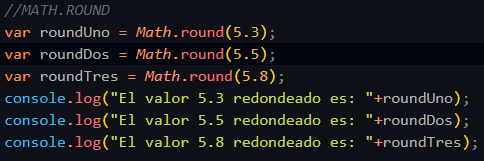 //MATH.ROUND
var roundUno = Math.round(5.3);
var roundDos = Math.round(5.5);
var roundTres = Math.round(5.8);
console.log("El valor 5.3 redondeado es: "+roundUno);
console.log("El valor 5.5 redondeado es: "+roundDos);
console.log("El valor 5.8 redondeado es: "+roundTres);